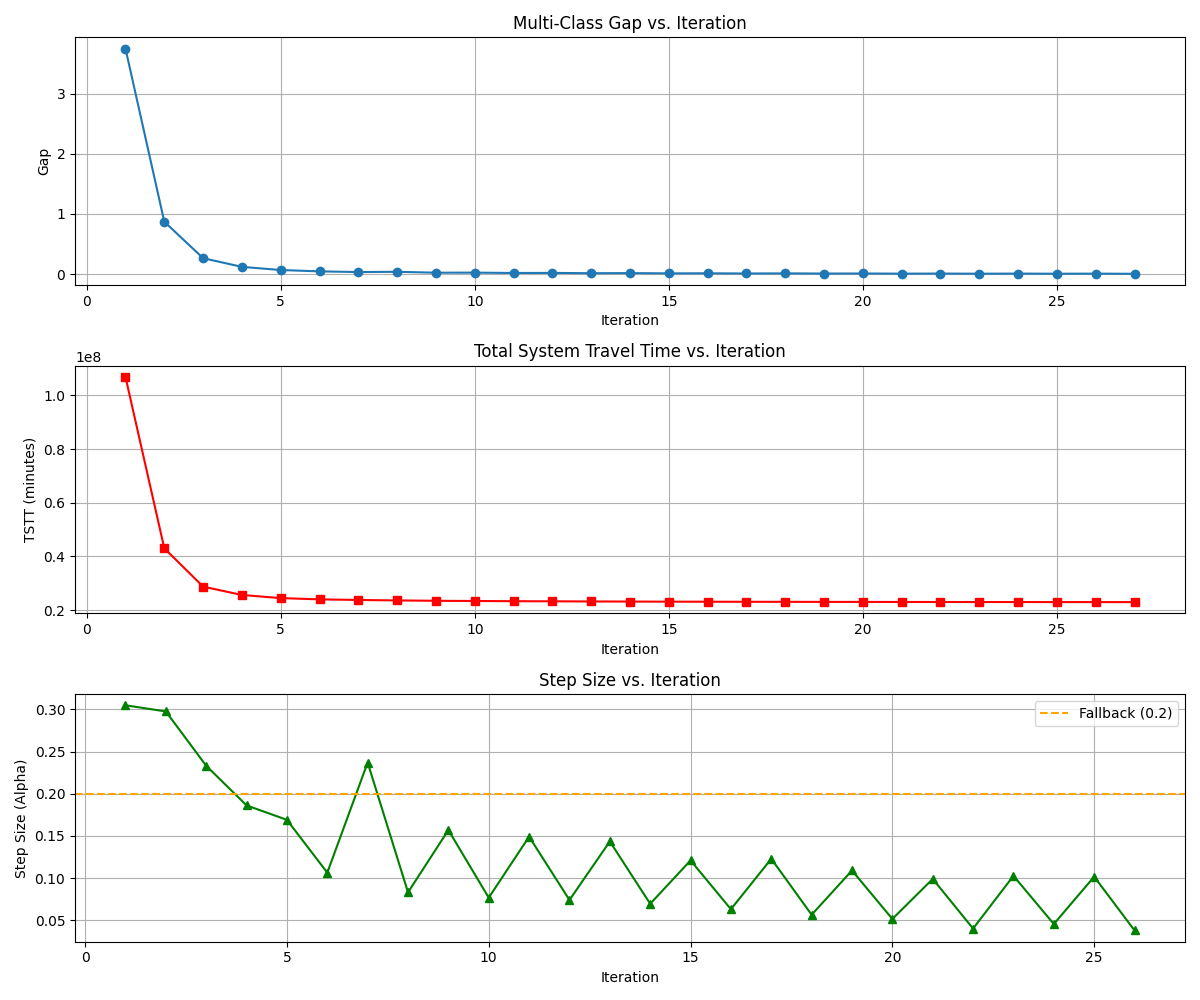 Multi-Class Gap vs. Iteration
3
2
1
0
Gap
0 5 10 15 20 25
Iteration
Total System Travel Time vs. Iteration
1e8
1.0
0.8
0.6
0.4
0.2
TSTT (minutes)
0 5 10 15 20 25
Iteration
Step Size vs. Iteration
Fallback (0.2)
0.30
0.25
0.20
0.15
0.10
0.05
Step Size (Alpha)
0 5 10 15 20 25
Iteration